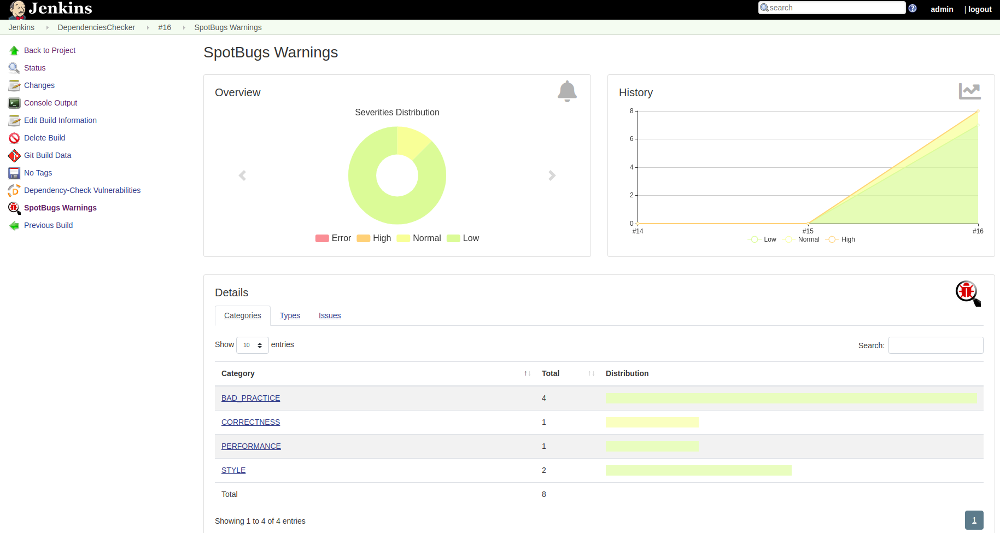 Jenkins
search
admin | logout
Jenkins DependenciesChecker #16 SpotBugs Warnings
Back to Project
Status
Changes
Console Output
Edit Build Information
Delete Build
Git Build Data
No Tags
Dependency-Check Vulnerabilities
SpotBugs Warnings
Previous Build
SpotBugs Warnings
Overview
Severities Distribution
Error High Normal Low
History
8
6
4
2
0
#14 #15 #16
Low Normal High
Details
Categories Types Issues
Show 10 entries
Search:
Category Total Distribution
BAD_PRACTICE 4
CORRECTNESS 1
PERFORMANCE 1
STYLE 2
Total 8
Showing 1 to 4 of 4 entries
1